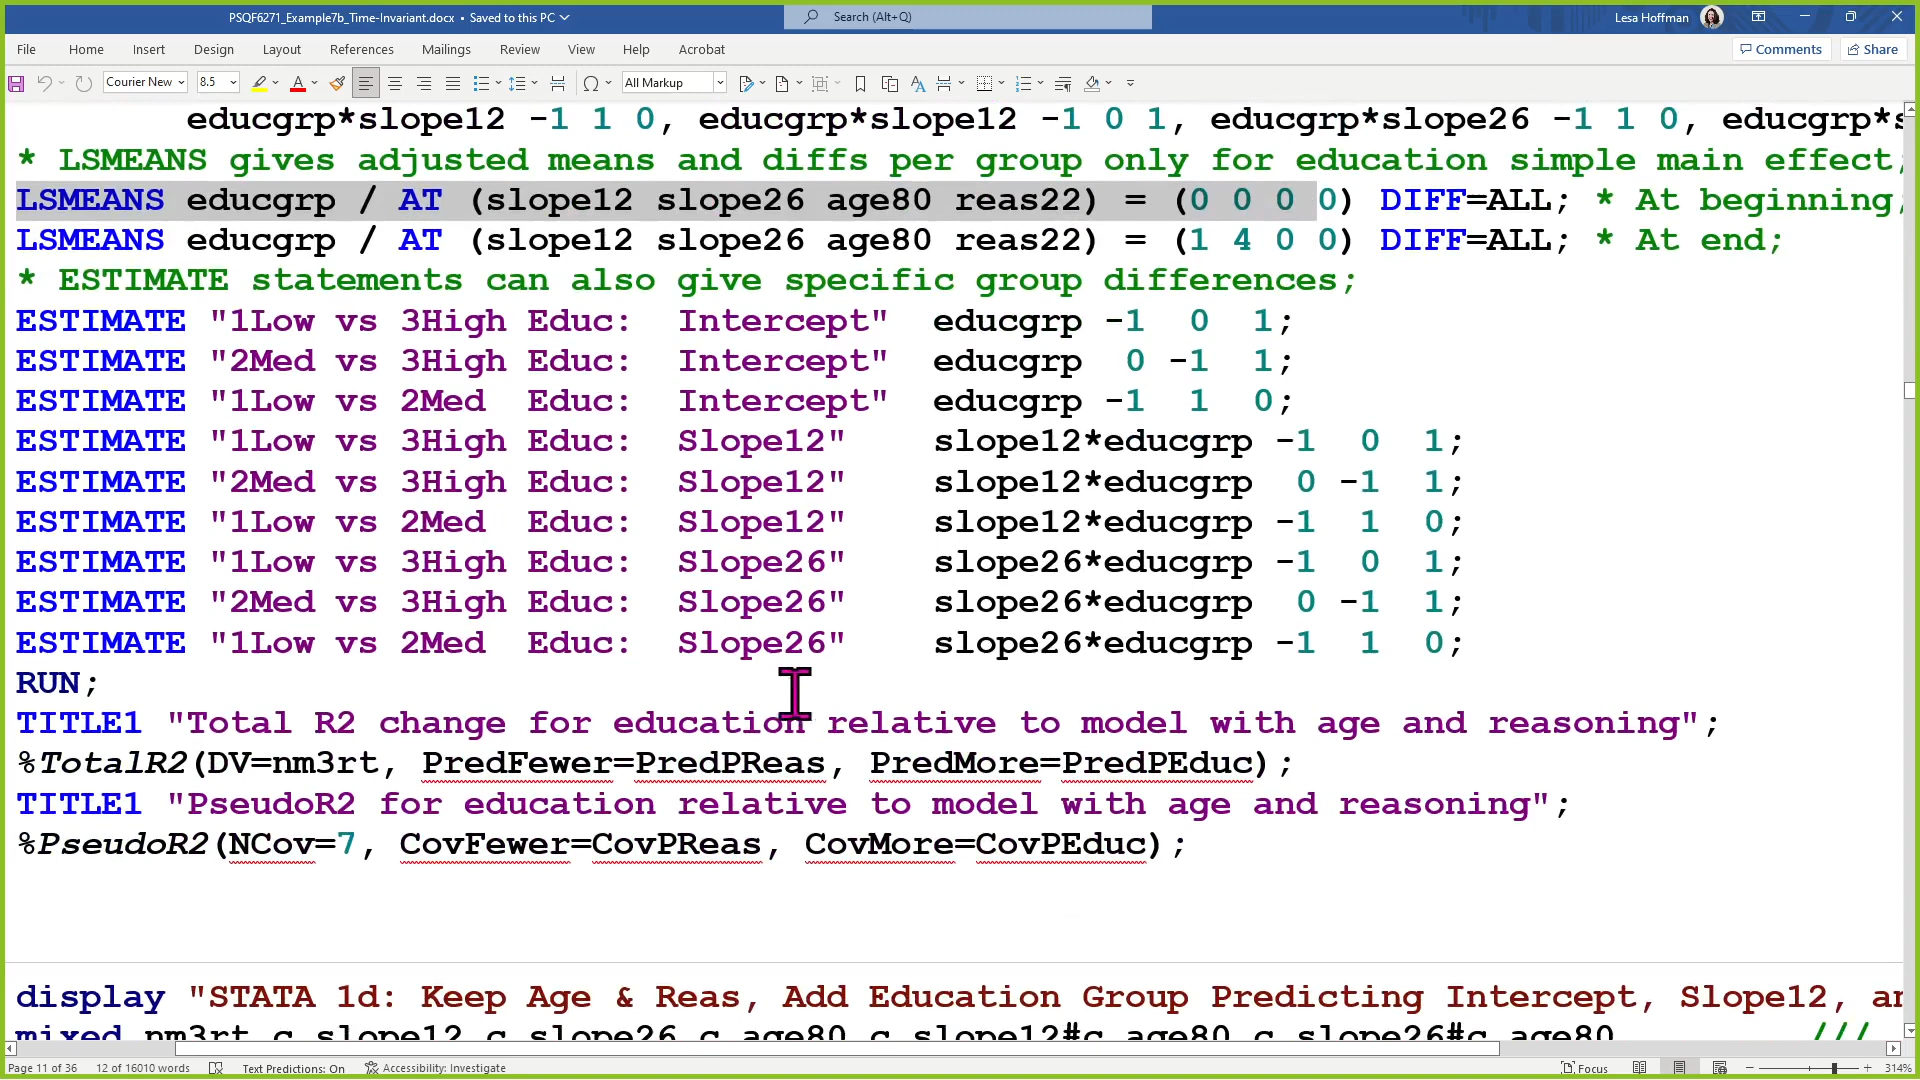 PSQF6271_Example7b_Time-Invariant.docx • Saved to this PC
Search (Alt+Q)
Lesa Hoffman
File Home Insert Design Layout References Mailings Review View Help Acrobat
Comments Share
Courier New 8.5 All Markup
educgrp*slope12 -1 1 0, educgrp*slope12 -1 0 1, educgrp*slope26 -1 1 0, educgrp*s
* LSMEANS gives adjusted means and diffs per group only for education simple main effect;
LSMEANS educgrp / AT (slope12 slope26 age80 reas22) = (0 0 0 0) DIFF=ALL; * At beginning;
LSMEANS educgrp / AT (slope12 slope26 age80 reas22) = (1 4 0 0) DIFF=ALL; * At end;
* ESTIMATE statements can also give specific group differences;
ESTIMATE "1Low vs 3High Educ:  Intercept"  educgrp -1  0  1;
ESTIMATE "2Med vs 3High Educ:  Intercept"  educgrp  0 -1  1;
ESTIMATE "1Low vs 2Med  Educ:  Intercept"  educgrp -1  1  0;
ESTIMATE "1Low vs 3High Educ:  Slope12"    slope12*educgrp -1  0  1;
ESTIMATE "2Med vs 3High Educ:  Slope12"    slope12*educgrp  0 -1  1;
ESTIMATE "1Low vs 2Med  Educ:  Slope12"    slope12*educgrp -1  1  0;
ESTIMATE "1Low vs 3High Educ:  Slope26"    slope26*educgrp -1  0  1;
ESTIMATE "2Med vs 3High Educ:  Slope26"    slope26*educgrp  0 -1  1;
ESTIMATE "1Low vs 2Med  Educ:  Slope26"    slope26*educgrp -1  1  0;
RUN;
TITLE1 "Total R2 change for education relative to model with age and reasoning";
%TotalR2(DV=nm3rt, PredFewer=PredPReas, PredMore=PredPEduc);
TITLE1 "PseudoR2 for education relative to model with age and reasoning";
%PseudoR2(NCov=7, CovFewer=CovPReas, CovMore=CovPEduc);
display "STATA 1d: Keep Age & Reas, Add Education Group Predicting Intercept, Slope12, an
mixed nm3rt c.slope12 c.slope26 c.age80 c.slope12#c.age80 c.slope26#c.age80 ///
Page 11 of 36 12 of 16010 words Text Predictions: On Accessibility: Investigate Focus 314%